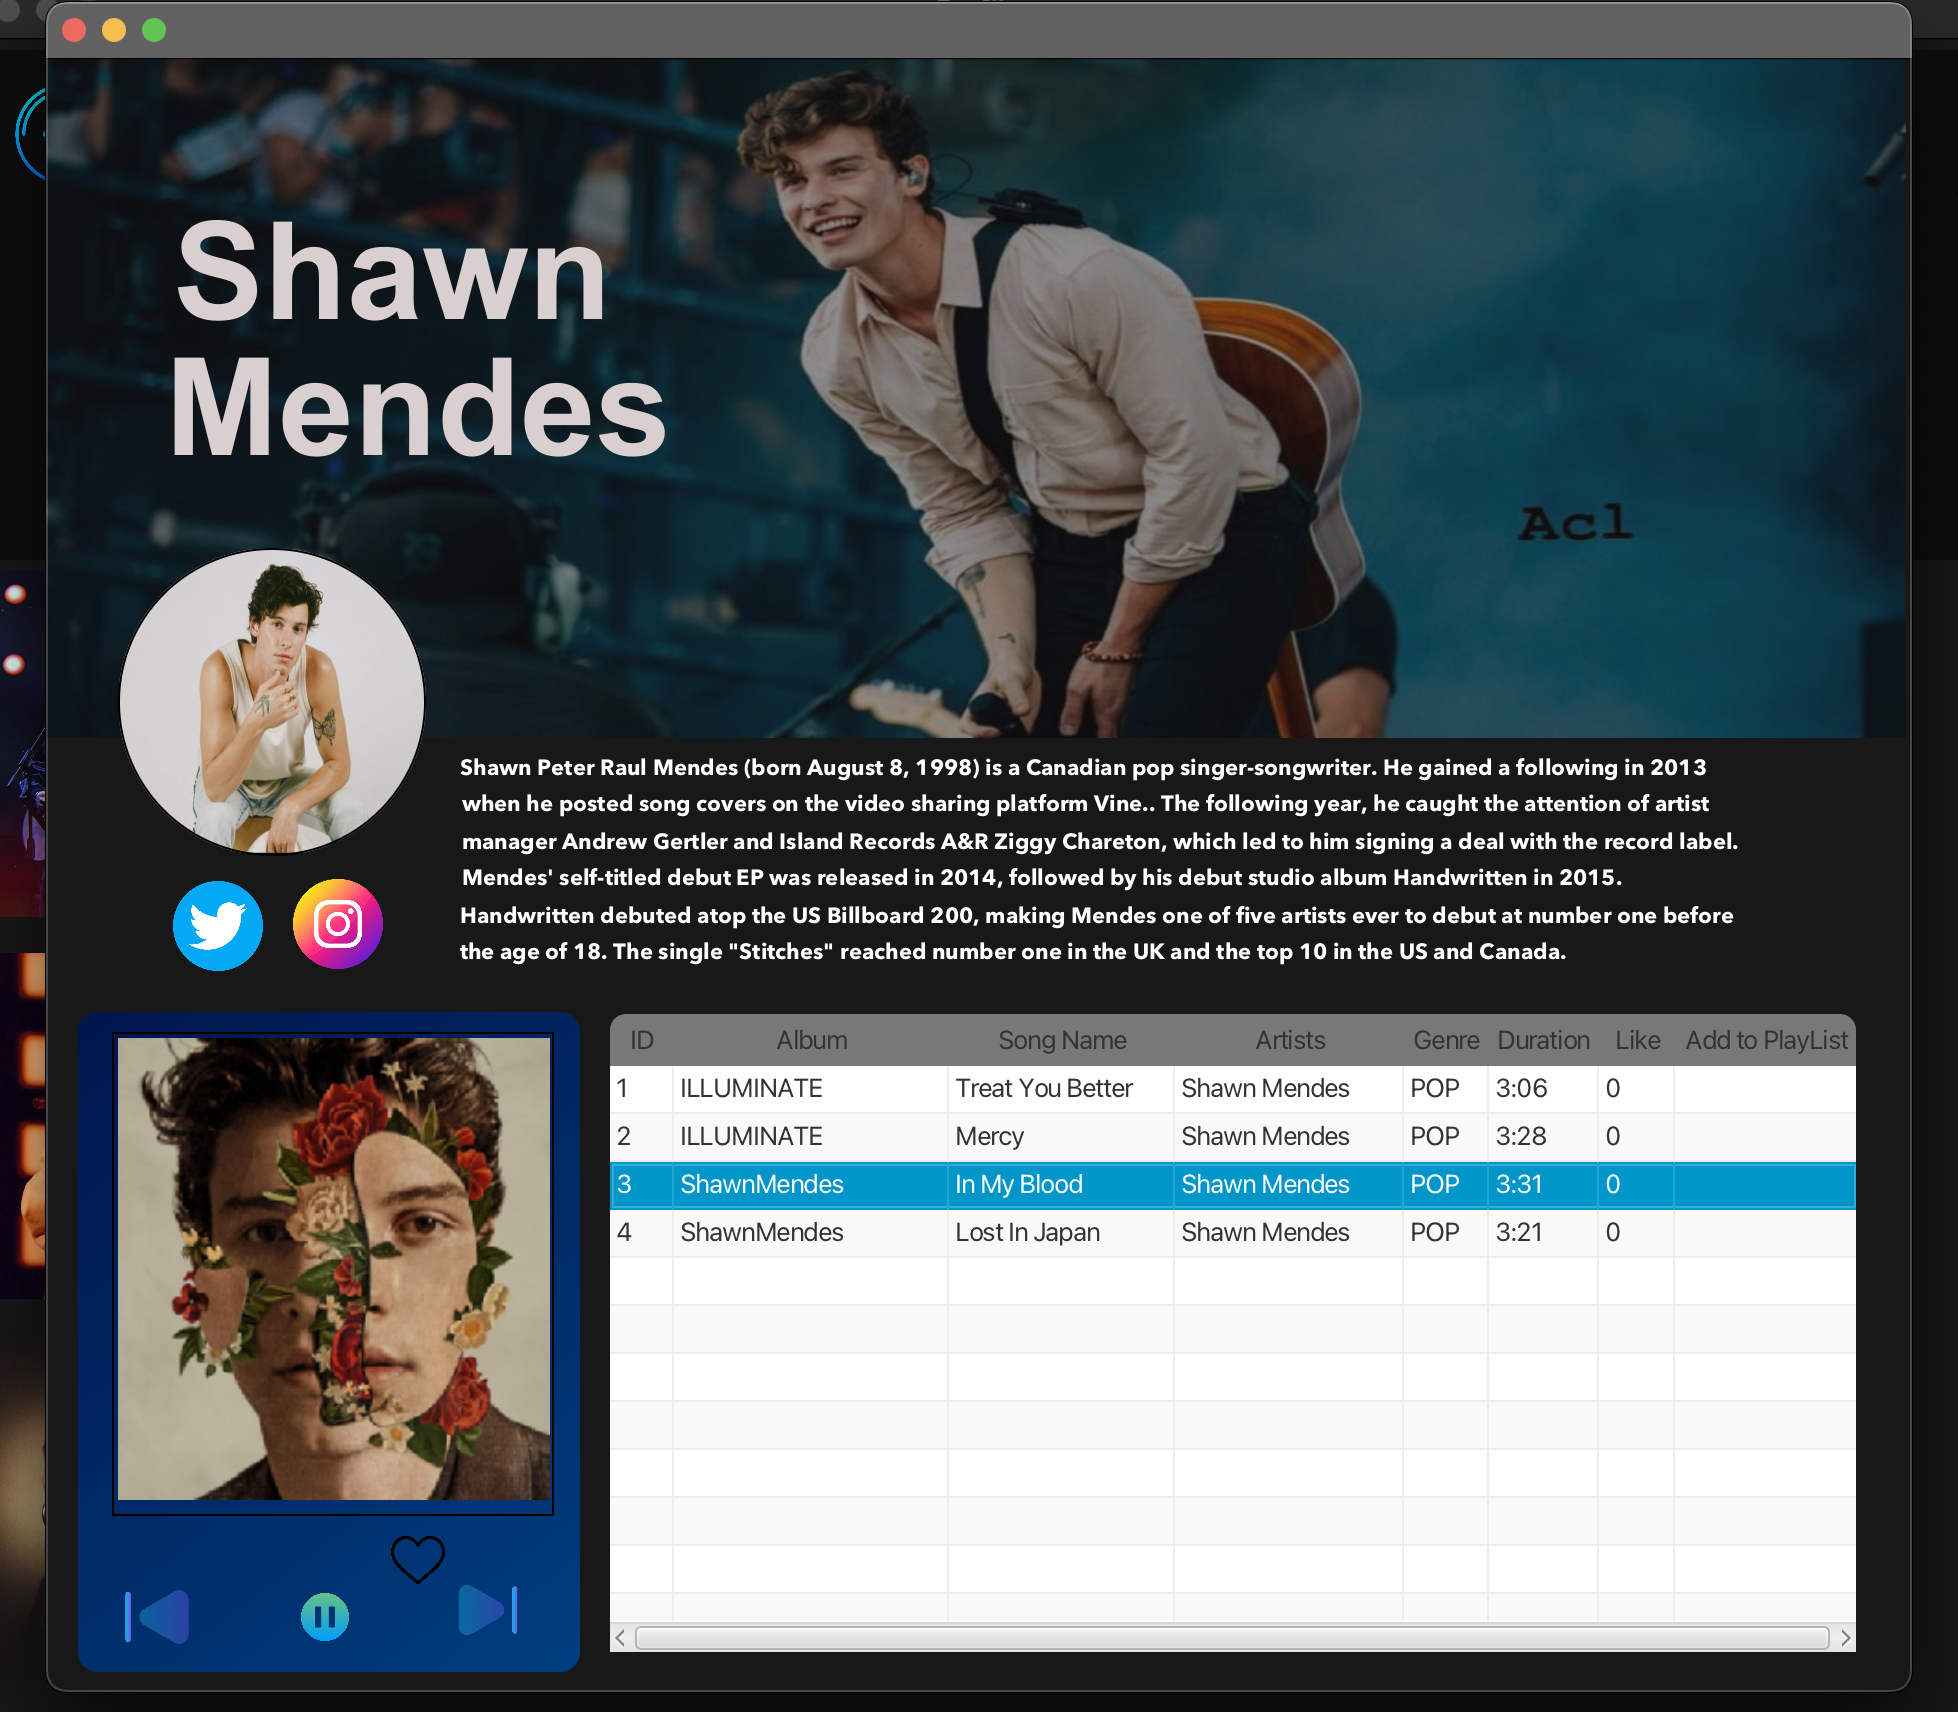 Shawn
Mendes
Acl
Shawn Peter Raul Mendes (born August 8, 1998) is a Canadian pop singer-songwriter. He gained a following in 2013
when he posted song covers on the video sharing platform Vine.. The following year, he caught the attention of artist
manager Andrew Gertler and Island Records A&R Ziggy Chareton, which led to him signing a deal with the record label.
Mendes' self-titled debut EP was released in 2014, followed by his debut studio album Handwritten in 2015.
Handwritten debuted atop the US Billboard 200, making Mendes one of five artists ever to debut at number one before
the age of 18. The single "Stitches" reached number one in the UK and the top 10 in the US and Canada.
ID Album Song Name Artists Genre Duration Like Add to PlayList
1 ILLUMINATE Treat You Better Shawn Mendes POP 3:06 0
2 ILLUMINATE Mercy Shawn Mendes POP 3:28 0
3 ShawnMendes In My Blood Shawn Mendes POP 3:31 0
4 ShawnMendes Lost In Japan Shawn Mendes POP 3:21 0